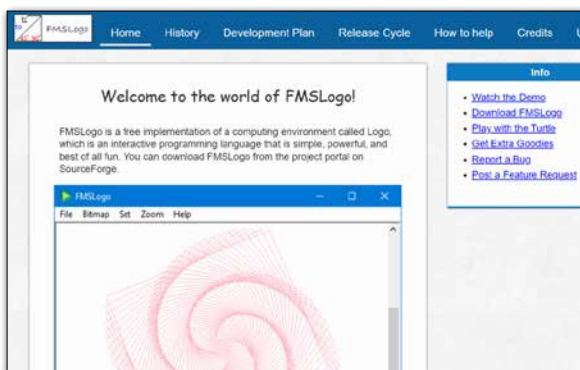 FMSLogo
Home History Development Plan Release Cycle How to help Credits
Welcome to the world of FMSLogo!
FMSLogo is a free implementation of a computing environment called Logo,
which is an interactive programming language that is simple, powerful, and
best of all fun. You can download FMSLogo from the project portal on
SourceForge.
FMSLogo
File Bitmap Set Zoom Help
Info
• Watch the Demo
• Download FMSLogo
• Play with the Turtle
• Get Extra Goodies
• Report a Bug
• Post a Feature Request